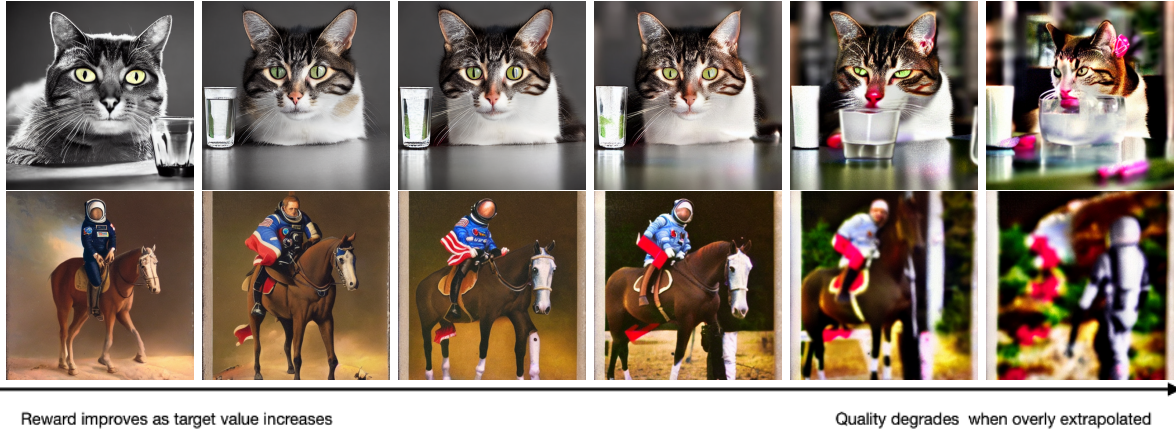 Reward improves as target value increases
Quality degrades  when overly extrapolated